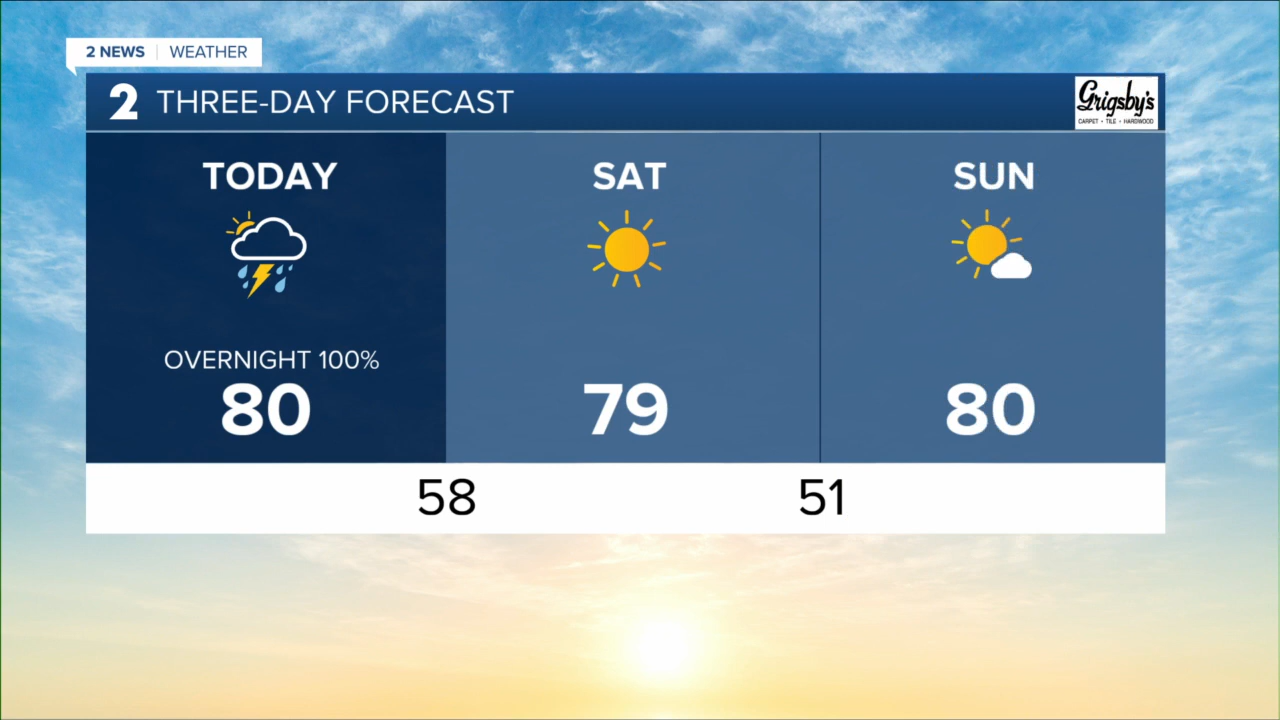 2 NEWS | WEATHER
2 THREE-DAY FORECAST
Grigsby's
CARPET • TILE • HARDWOOD
TODAY
SAT
SUN
OVERNIGHT 100%
80
79
80
58
51